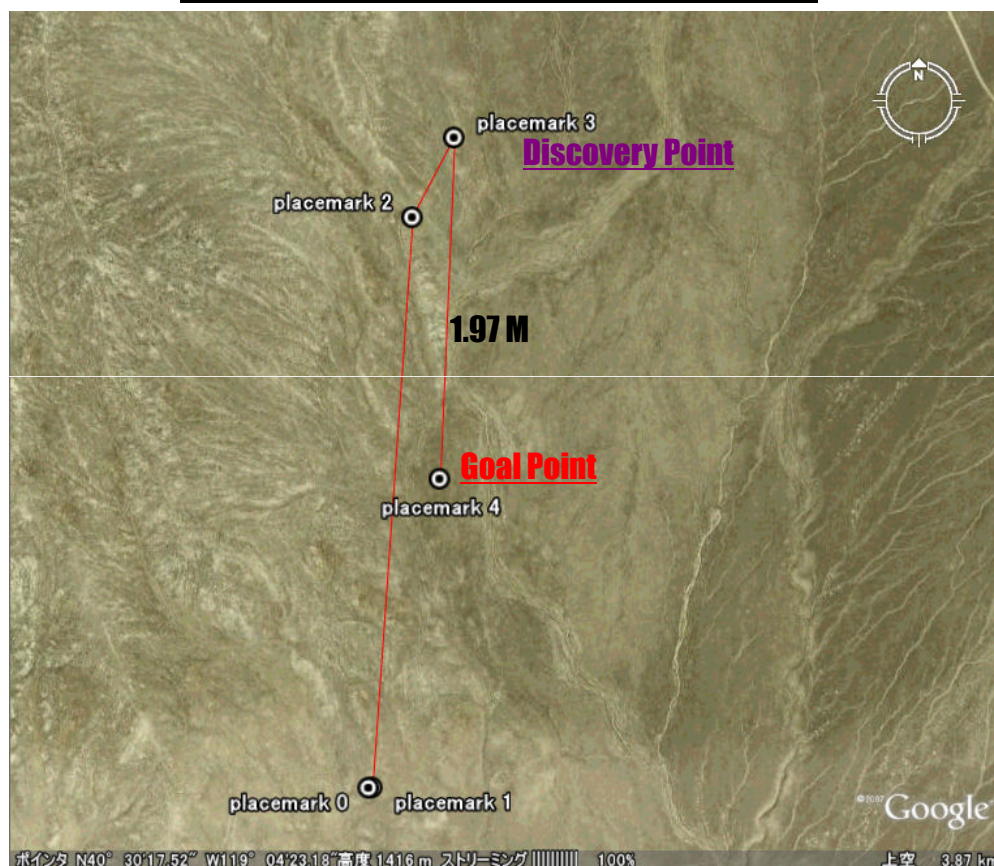 N
placemark 3
Discovery Point
placemark 2
1.97 M
Goal Point
placemark 4
placemark 0
placemark 1
©2007 Google
ポインタ N40° 30'17.52" W119° 04'23.18" 高度 1416 m ストリーミング |||||||||| 100% 上空 3.87 km